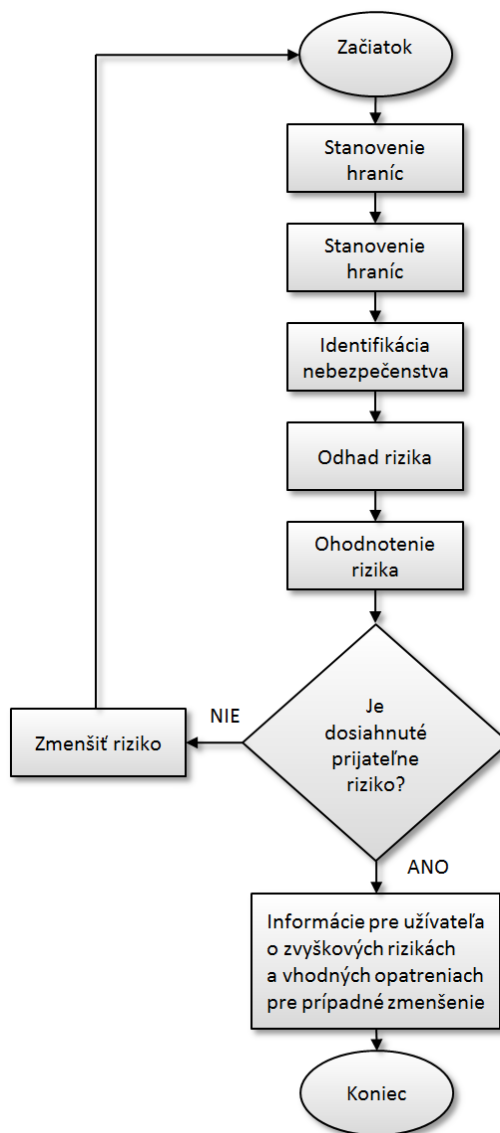 Začiatok
Stanovenie
hraníc
Stanovenie
hraníc
Identifikácia
nebezpečenstva
Odhad rizika
Ohodnotenie
rizika
Je
dosiahnuté
prijateľne
riziko?
NIE
Zmenšiť riziko
ANO
Informácie pre užívateľa
o zvyškových rizikách
a vhodných opatreniach
pre prípadné zmenšenie
Koniec